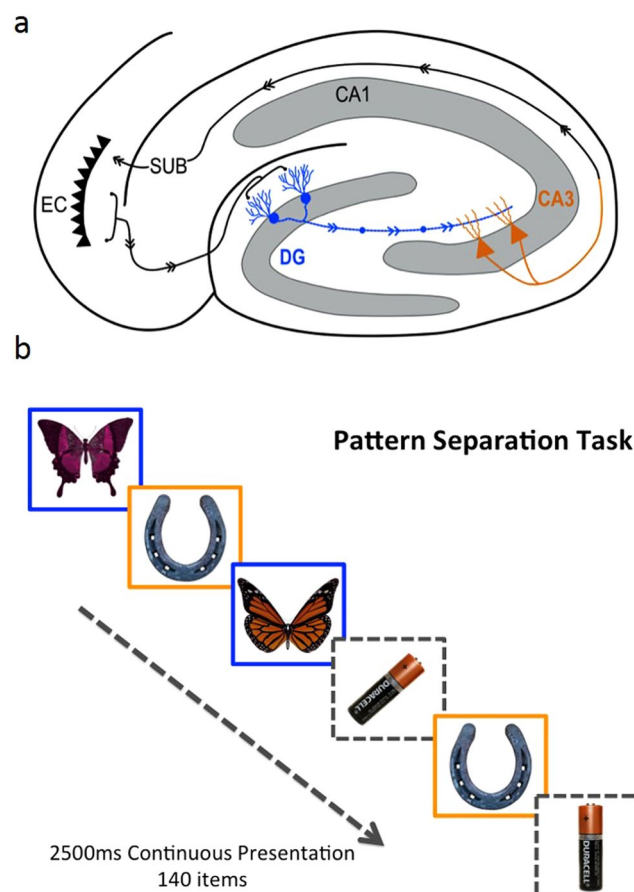 a
CA1
SUB
EC
CA3
DG
b
Pattern Separation Task
DURACELL
DURACELL
2500ms Continuous Presentation
140 items